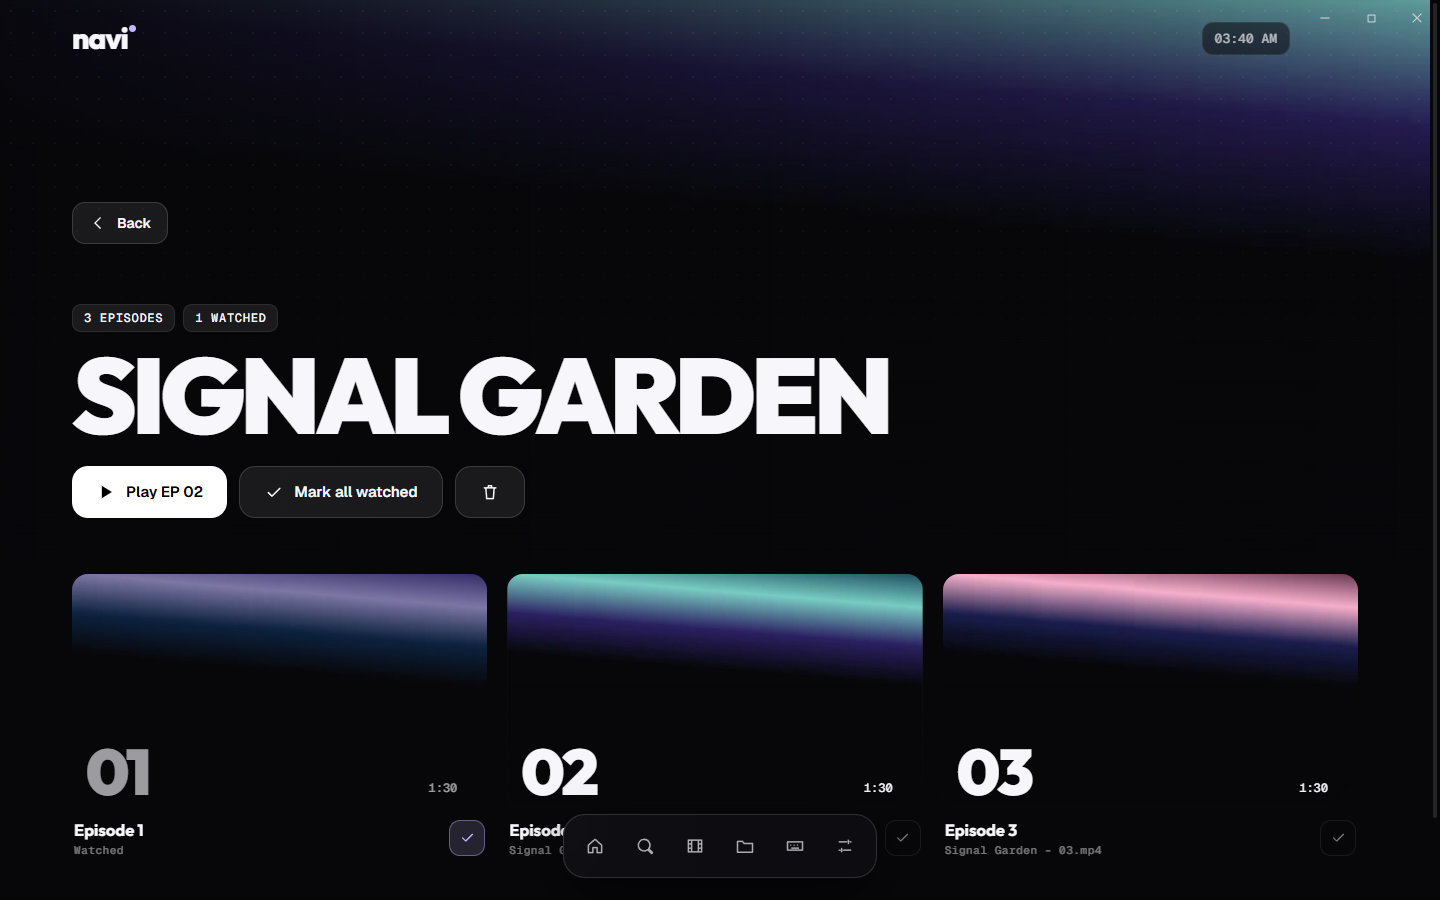 navi
03:40 AM
Back
3 EPISODES
1 WATCHED
SIGNAL GARDEN
Play EP 02
Mark all watched
01
1:30
02
1:30
03
1:30
Episode 1
Watched
Signal
Episode 3
Signal Garden - 03.mp4